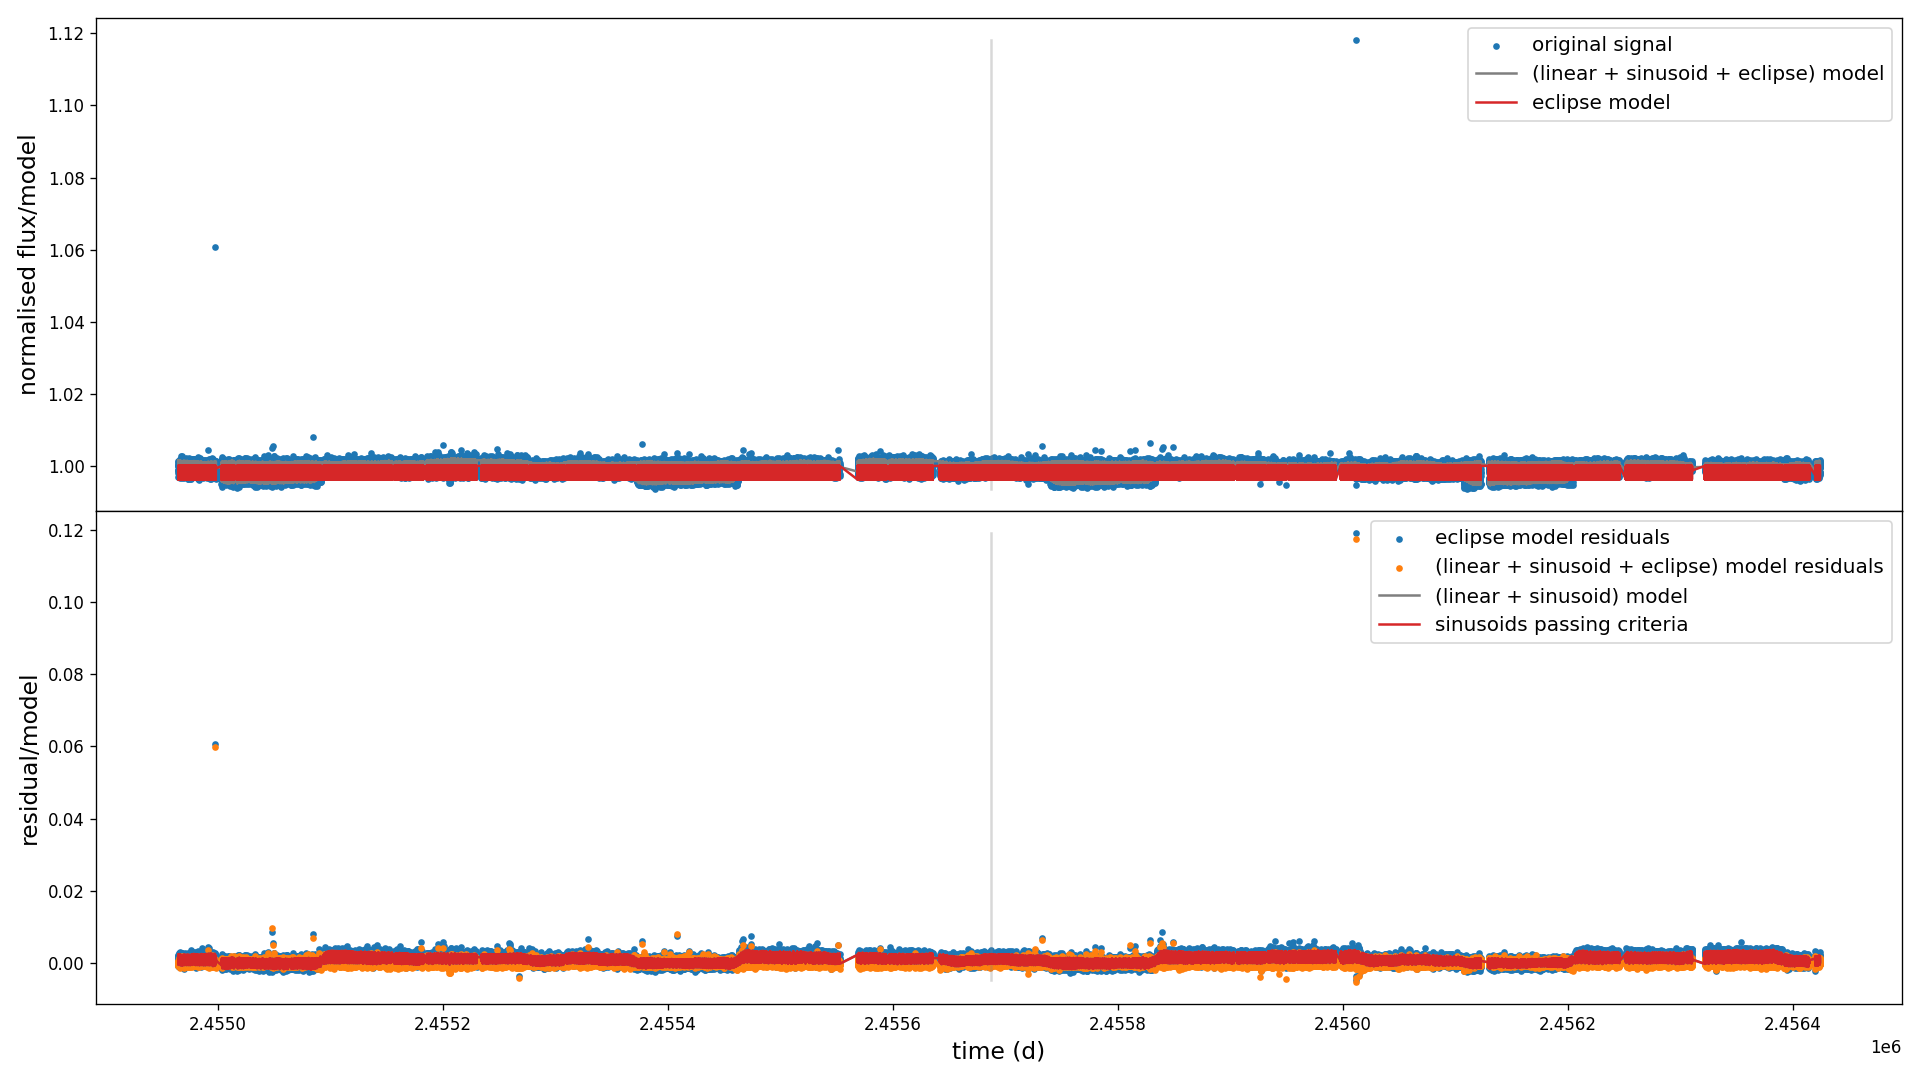 1.12
1.10
1.08
1.06
1.04
1.02
1.00
normalised flux/model
original signal
(linear + sinusoid + eclipse) model
eclipse model
0.12
0.10
0.08
0.06
0.04
0.02
0.00
residual/model
eclipse model residuals
(linear + sinusoid + eclipse) model residuals
(linear + sinusoid) model
sinusoids passing criteria
2.4550 2.4552 2.4554 2.4556 2.4558 2.4560 2.4562 2.4564
1e6
time (d)